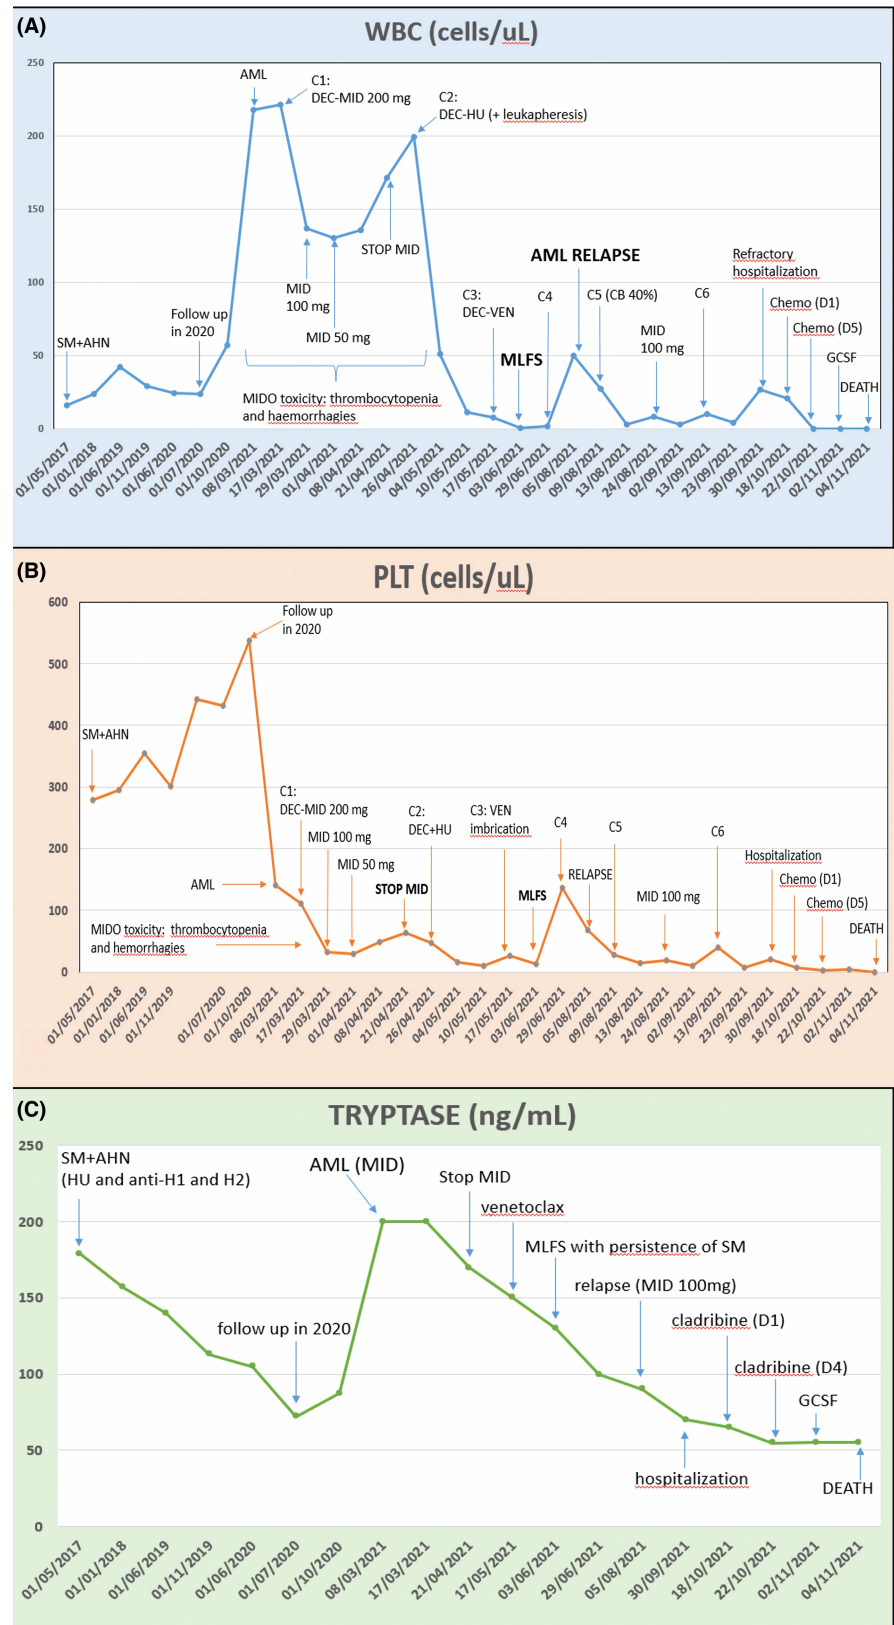 (A)
WBC (cells/uL)
250
200
150
100
50
0
AML
C1:
DEC-MID 200 mg
C2:
DEC-HU (+ leukapheresis)
STOP MID
MID
100 mg
MID 50 mg
Follow up
in 2020
SM+AHN
MIDO toxicity: thrombocytopenia
and haemorrhagies
AML RELAPSE
C3:
DEC-VEN
C4
C5 (CB 40%)
MLFS
MID
100 mg
C6
Refractory
hospitalization
Chemo (D1)
Chemo (D5)
GCSF
DEATH
01/05/2017
01/01/2018
01/06/2019
01/11/2019
01/06/2020
01/07/2020
01/10/2020
08/03/2021
17/03/2021
29/03/2021
01/04/2021
08/04/2021
21/04/2021
26/04/2021
04/05/2021
10/05/2021
17/05/2021
03/06/2021
29/06/2021
05/08/2021
09/08/2021
13/08/2021
24/08/2021
02/09/2021
13/09/2021
23/09/2021
30/09/2021
18/10/2021
22/10/2021
02/11/2021
04/11/2021
(B)
PLT (cells/uL)
600
500
400
300
200
100
0
Follow up
in 2020
SM+AHN
C1:
DEC-MID 200 mg
MID 100 mg
MID 50 mg
AML
MIDO toxicity: thrombocytopenia
and hemorrhagies
C2:
DEC+HU
STOP MID
C3: VEN
imbrication
MLFS
C4
RELAPSE
C5
MID 100 mg
C6
Hospitalization
Chemo (D1)
Chemo (D5)
DEATH
01/05/2017
01/01/2018
01/06/2019
01/11/2019
01/07/2020
01/10/2020
08/03/2021
17/03/2021
29/03/2021
01/04/2021
08/04/2021
21/04/2021
26/04/2021
04/05/2021
10/05/2021
17/05/2021
03/06/2021
29/06/2021
05/08/2021
09/08/2021
13/08/2021
24/08/2021
02/09/2021
13/09/2021
23/09/2021
30/09/2021
18/10/2021
22/10/2021
02/11/2021
04/11/2021
(C)
TRYPTASE (ng/mL)
250
200
150
100
50
0
SM+AHN
(HU and anti-H1 and H2)
AML (MID)
Stop MID
venetoclax
MLFS with persistence of SM
relapse (MID 100mg)
follow up in 2020
cladribine (D1)
cladribine (D4)
GCSF
hospitalization
DEATH
01/05/2017
01/01/2018
01/06/2019
01/11/2019
01/06/2020
01/07/2020
01/10/2020
08/03/2021
17/03/2021
21/04/2021
17/05/2021
03/06/2021
29/06/2021
05/08/2021
30/09/2021
18/10/2021
22/10/2021
02/11/2021
04/11/2021